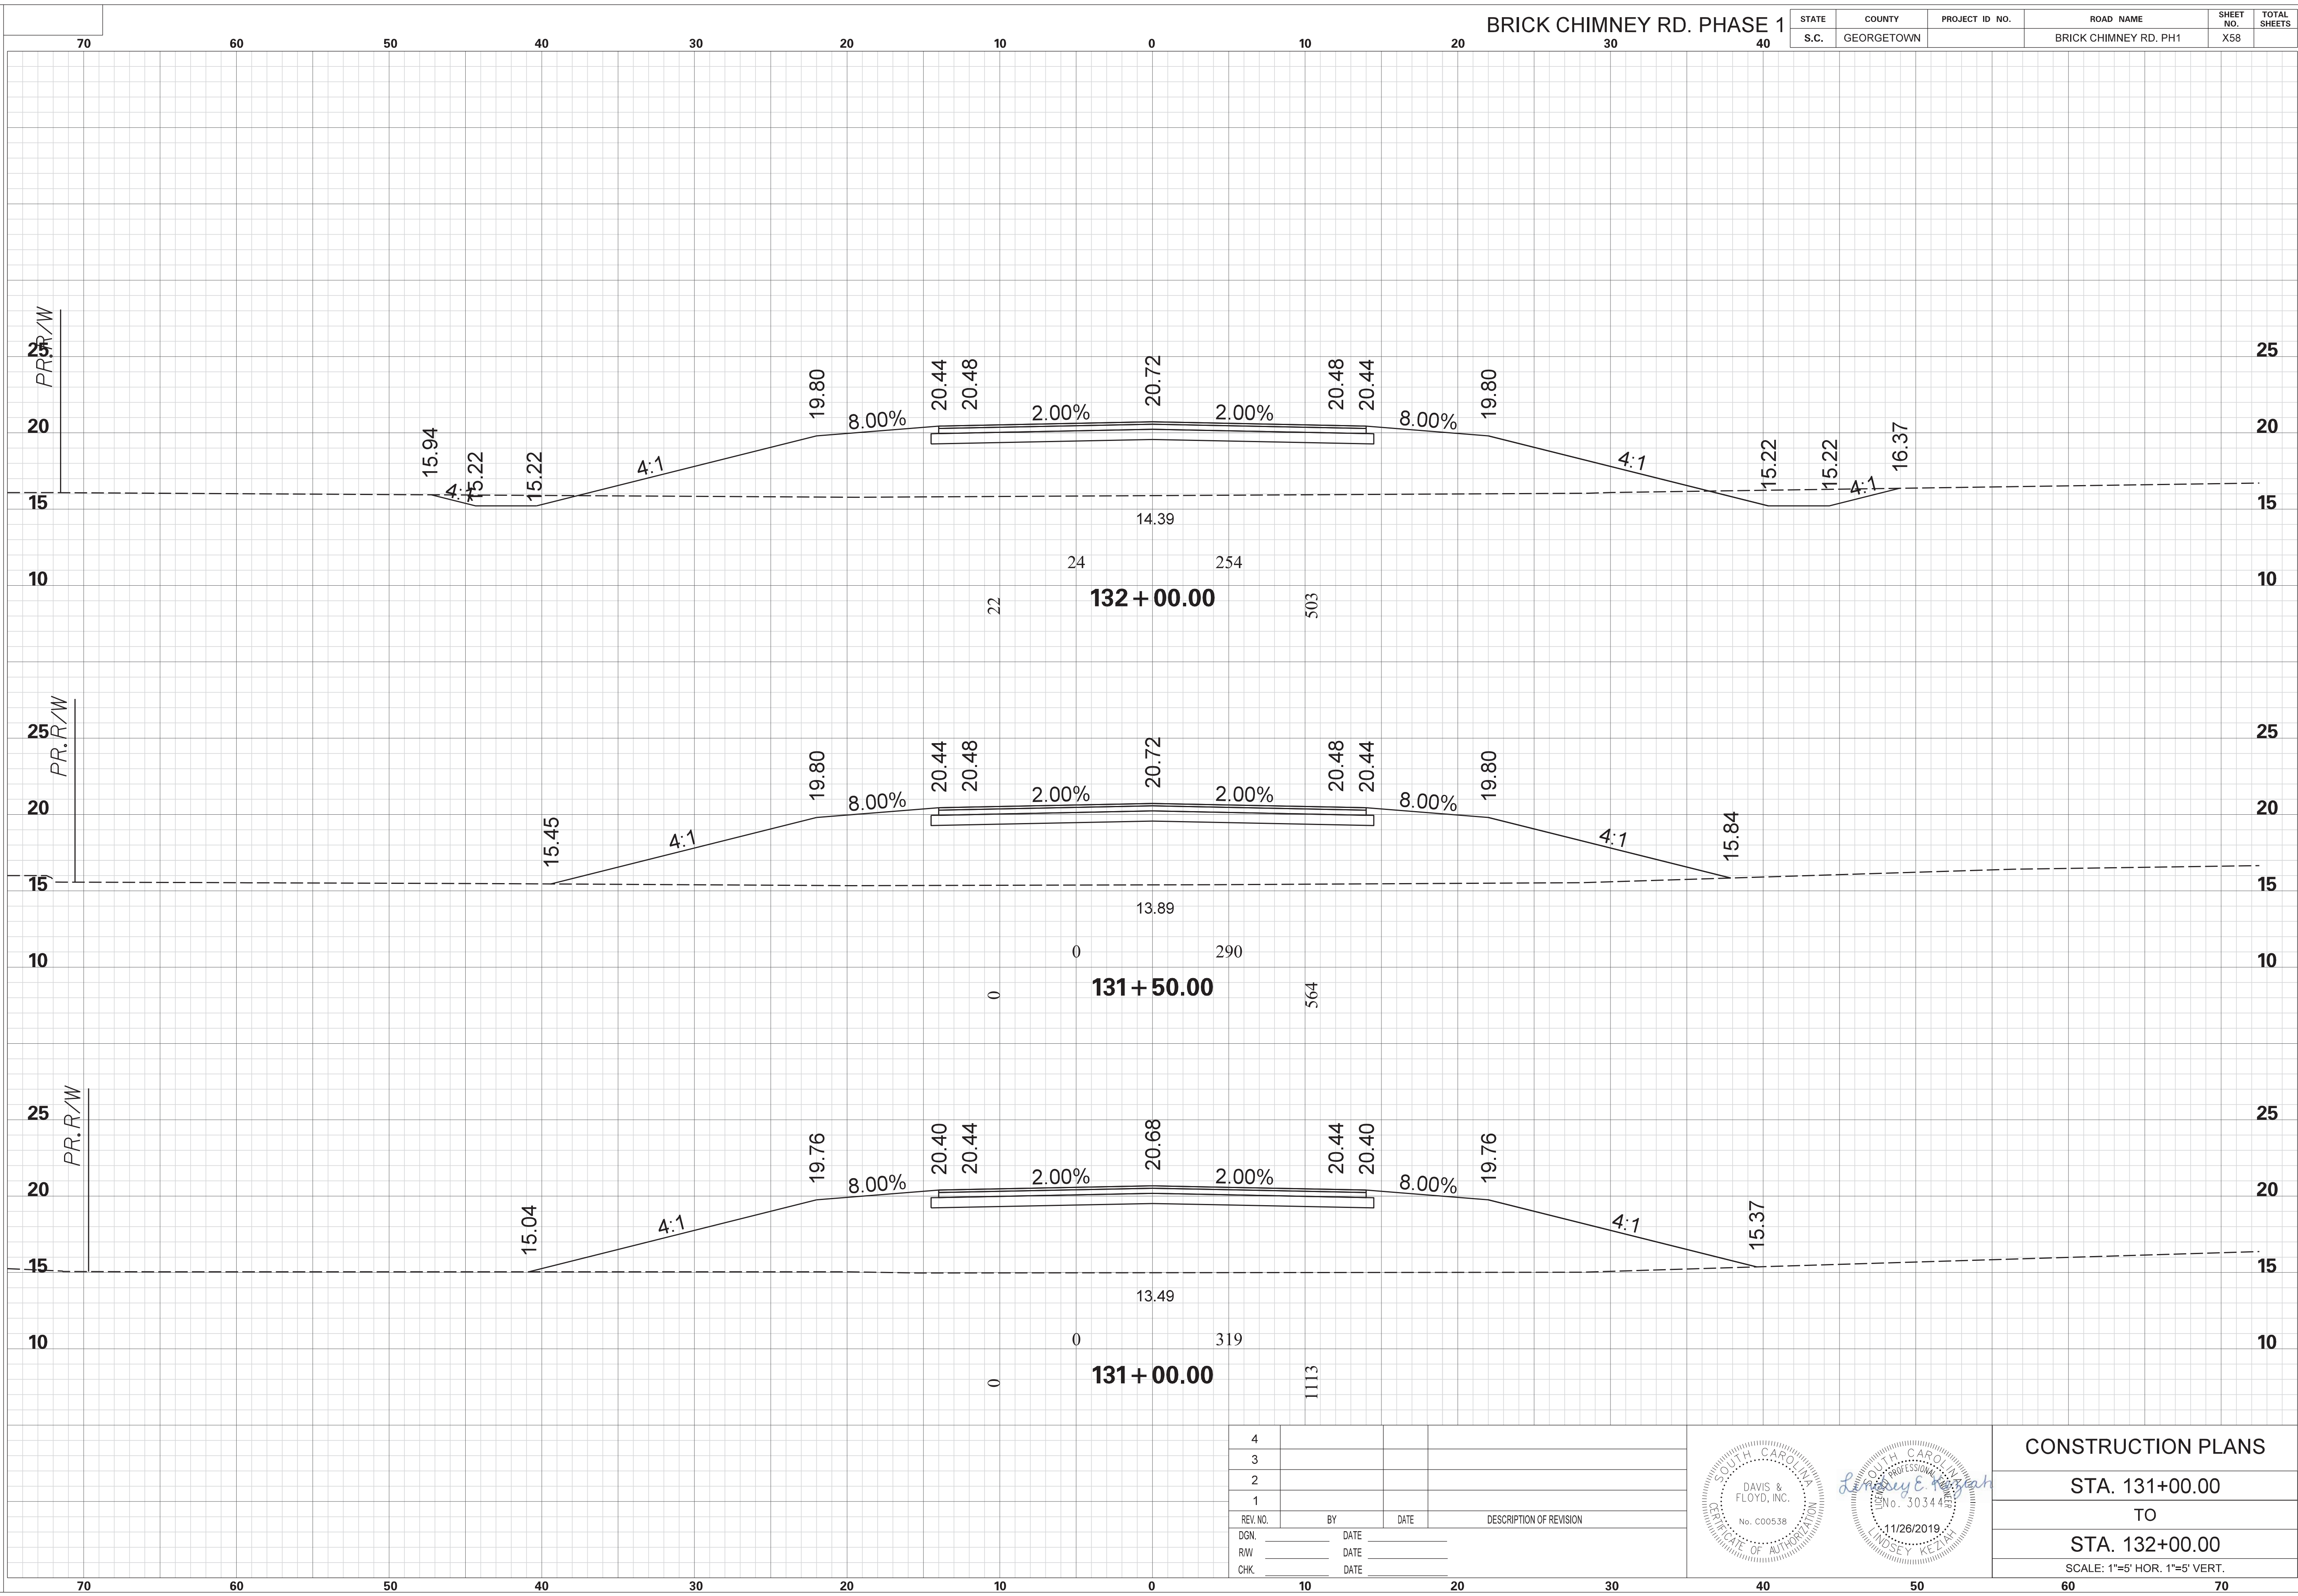 BRICK CHIMNEY RD. PHASE 1
STATE COUNTY PROJECT ID NO. ROAD NAME SHEET NO. TOTAL SHEETS
S.C. GEORGETOWN BRICK CHIMNEY RD. PH1 X58
70 60 50 40 30 20 10 0 10 20 30 40
PR.R/W
25 25
20 20
15 15
10 10
15.94 15.22 15.22 19.80 20.44 20.48 20.72 20.48 20.44 19.80 15.22 15.22 16.37
4:1 4:1 8.00% 2.00% 2.00% 8.00% 4:1 4:1
14.39
24 254
22 132+00.00 503
PR.R/W
25 25
20 20
15 15
10 10
15.45 19.80 20.44 20.48 20.72 20.48 20.44 19.80 15.84
4:1 8.00% 2.00% 2.00% 8.00% 4:1
13.89
0 290
0 131+50.00 564
PR.R/W
25 25
20 20
15 15
10 10
15.04 19.76 20.40 20.44 20.68 20.44 20.40 19.76 15.37
4:1 8.00% 2.00% 2.00% 8.00% 4:1
13.49
0 319
0 131+00.00 1113
4
3
2
1
REV. NO. BY DATE DESCRIPTION OF REVISION
DGN. DATE
R/W DATE
CHK. DATE
SOUTH CAROLINA
DAVIS &
FLOYD, INC.
No. C00538
CERTIFICATE OF AUTHORIZATION
SOUTH CAROLINA
LICENSED PROFESSIONAL ENGINEER
Lindsey E. Keziah
No. 30344
11/26/2019
LINDSEY KEZIAH
CONSTRUCTION PLANS
STA. 131+00.00
TO
STA. 132+00.00
SCALE: 1"=5' HOR. 1"=5' VERT.
70 60 50 40 30 20 10 0 10 20 30 40 50 60 70